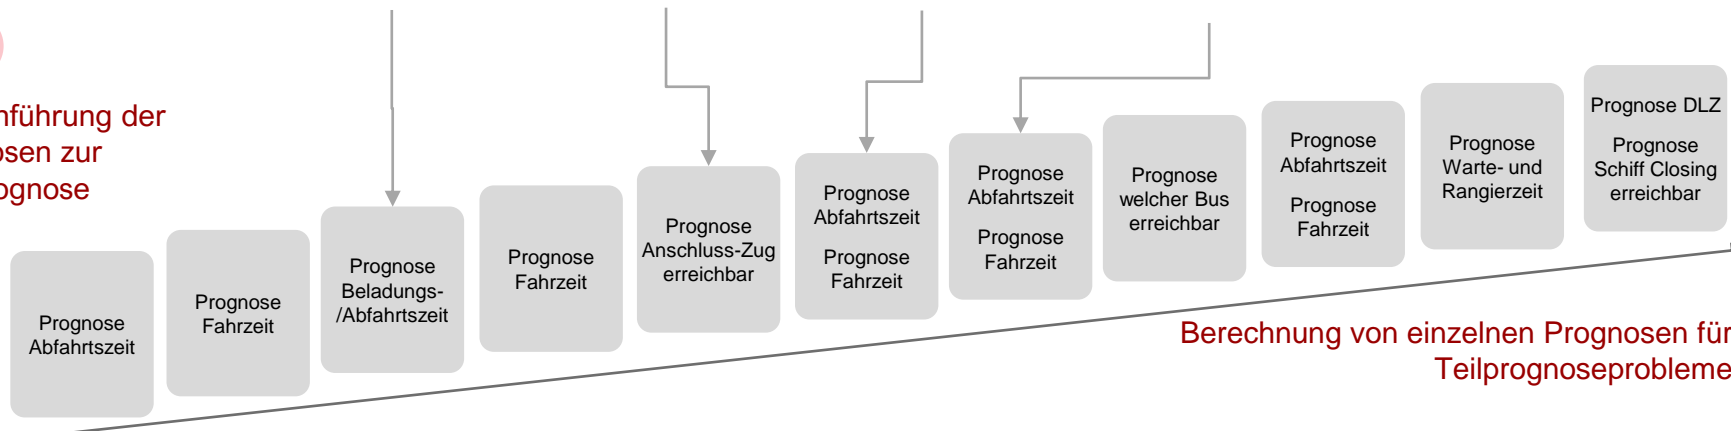 nführung der
osen zur
ognose
Prognose
Abfahrtszeit
Prognose
Fahrzeit
Prognose
Beladungs-
/Abfahrtszeit
Prognose
Fahrzeit
Prognose
Anschluss-Zug
erreichbar
Prognose
Abfahrtszeit
Prognose
Fahrzeit
Prognose
Abfahrtszeit
Prognose
Fahrzeit
Prognose
welcher Bus
erreichbar
Prognose
Abfahrtszeit
Prognose
Fahrzeit
Prognose
Warte- und
Rangierzeit
Prognose DLZ
Prognose
Schiff Closing
erreichbar
Berechnung von einzelnen Prognosen für
Teilprognoseprobleme